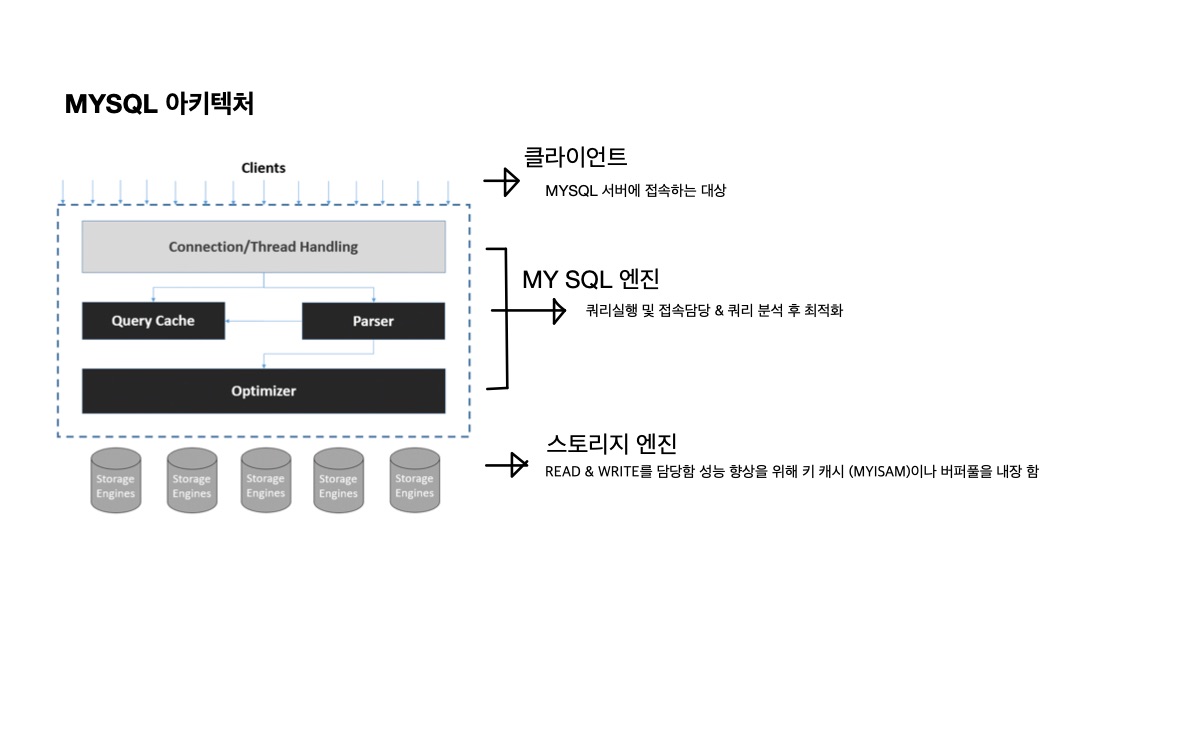 MYSQL 아키텍처
Clients
Connection/Thread Handling
Query Cache
Parser
Optimizer
Storage
Engines
Storage
Engines
Storage
Engines
Storage
Engines
Storage
Engines
클라이언트
MYSQL 서버에 접속하는 대상
MY SQL 엔진
쿼리실행 및 접속담당 & 쿼리 분석 후 최적화
스토리지 엔진
READ & WRITE를 담당함 성능 향상을 위해 키 캐시 (MYISAM)이나 버퍼풀을 내장 함